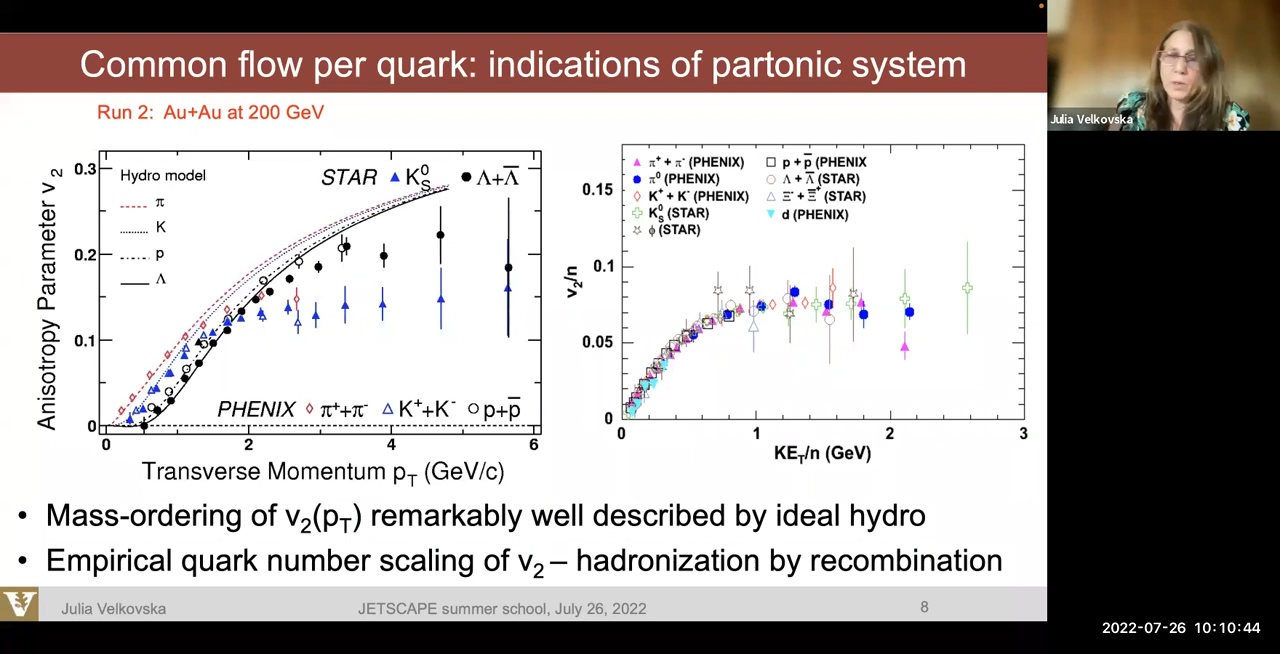 Common flow per quark: indications of partonic system
Run 2: Au+Au at 200 GeV
Anisotropy Parameter v2
0.3
0.2
0.1
0
Hydro model
π
K
p
Λ
STAR K0S Λ+Λ̅
PHENIX π++π- K++K- p+p̅
0 2 4 6
Transverse Momentum pT (GeV/c)
v2/n
0.15
0.1
0.05
0
π++π- (PHENIX)
π0 (PHENIX)
K++K- (PHENIX)
K0S (STAR)
ϕ (STAR)
p+p̅ (PHENIX
Λ+Λ̅ (STAR)
Ξ-+Ξ̅+ (STAR)
d (PHENIX)
0 1 2 3
KET/n (GeV)
• Mass-ordering of v2(pT) remarkably well described by ideal hydro
• Empirical quark number scaling of v2 – hadronization by recombination
V
Julia Velkovska JETSCAPE summer school, July 26, 2022 8
Julia Velkovska
2022-07-26 10:10:44